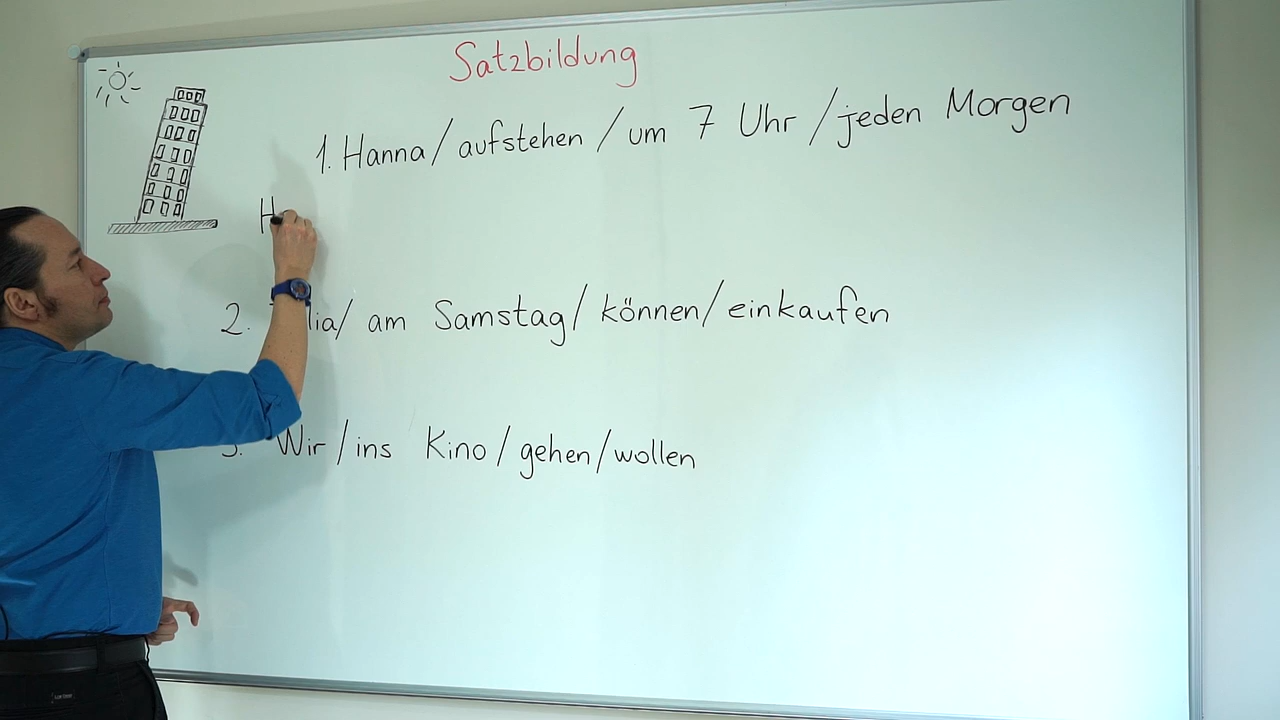 Satzbildung
1. Hanna / aufstehen / um 7 Uhr / jeden Morgen
H
2. / am Samstag / können / einkaufen
3. Wir / ins Kino / gehen / wollen